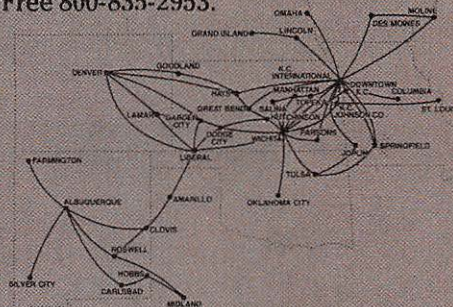 Free 800-835-2953.
OMAHA
MOLINE
DES MOINES
GRAND ISLAND
LINCOLN
K.C.
INTERNATIONAL
DENVER
GOODLAND
HAYS
MANHATTAN
DOWNTOWN
K.C.
COLUMBIA
GREAT BEND
SALINA
TOPEKA
ST. LOU
LAMAR
GARDEN
CITY
HUTCHINSON
JOHNSON CO.
DODGE
CITY
WICHITA
PARSONS
LIBERAL
JOPLIN
SPRINGFIELD
FARMINGTON
TULSA
AMARILLO
OKLAHOMA CITY
ALBUQUERQUE
CLOVIS
ROSWELL
HOBBS
SILVER CITY
CARLSBAD
MIDLAND